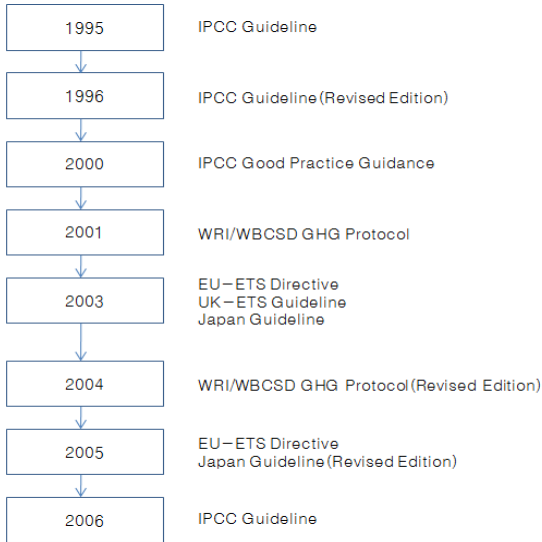 1995
IPCC Guideline
1996
IPCC Guideline(Revised Edition)
2000
IPCC Good Practice Guidance
2001
WRI/WBCSD GHG Protocol
2003
EU-ETS Directive
UK-ETS Guideline
Japan Guideline
2004
WRI/WBCSD GHG Protocol(Revised Edition)
2005
EU-ETS Directive
Japan Guideline(Revised Edition)
2006
IPCC Guideline